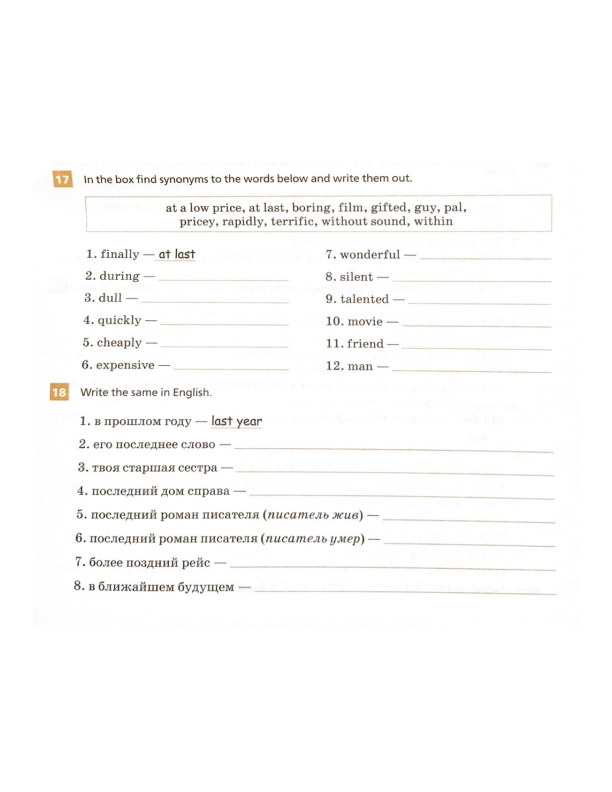 17 In the box find synonyms to the words below and write them out.
at a low price, at last, boring, film, gifted, guy, pal,
pricey, rapidly, terrific, without sound, within
1. finally — at last
2. during —
3. dull —
4. quickly —
5. cheaply —
6. expensive —
7. wonderful —
8. silent —
9. talented —
10. movie —
11. friend —
12. man —
18 Write the same in English.
1. в прошлом году — last year
2. его последнее слово —
3. твоя старшая сестра —
4. последний дом справа —
5. последний роман писателя (писатель жив) —
6. последний роман писателя (писатель умер) —
7. более поздний рейс —
8. в ближайшем будущем —